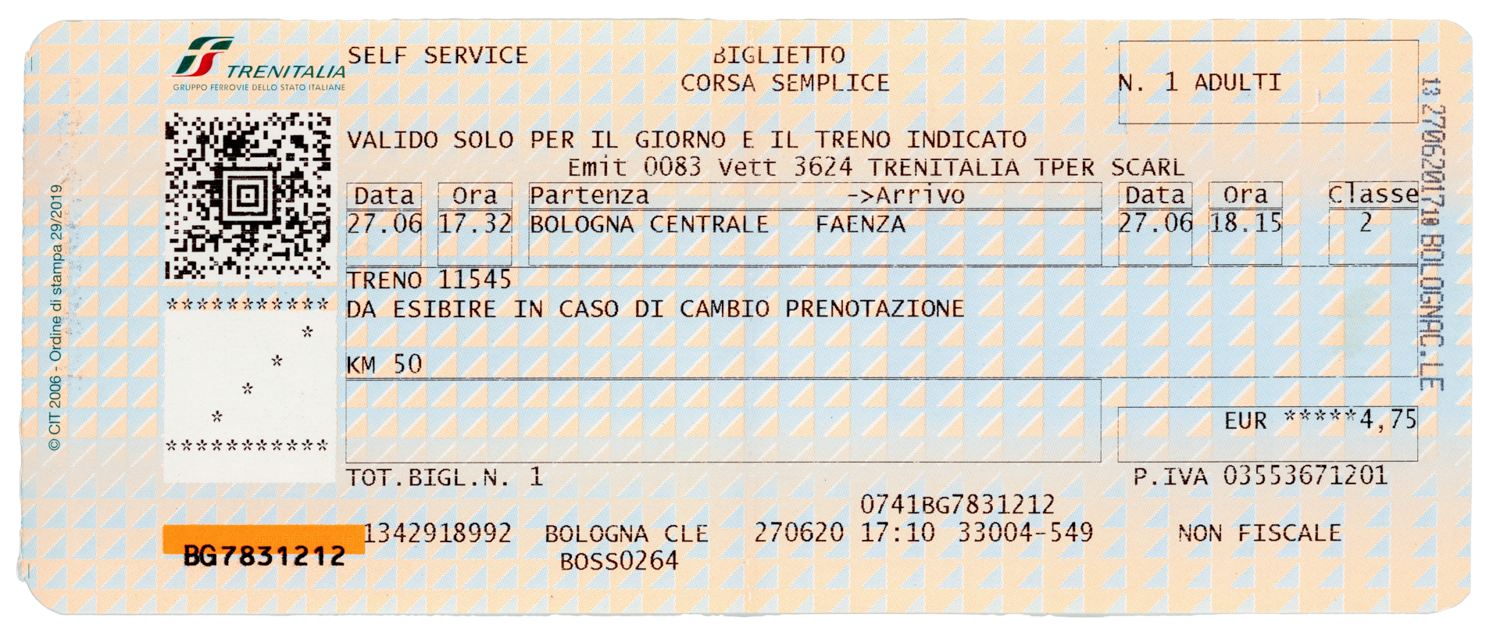 TRENITALIA
GRUPPO FERROVIE DELLO STATO ITALIANE
SELF SERVICE BIGLIETTO
CORSA SEMPLICE
N. 1 ADULTI
VALIDO SOLO PER IL GIORNO E IL TRENO INDICATO
Emit 0083 Vett 3624 TRENITALIA TPER SCARL
Data Ora Partenza ->Arrivo Data Ora Classe
27.06 17.32 BOLOGNA CENTRALE FAENZA 27.06 18.15 2
TRENO 11545
***********
DA ESIBIRE IN CASO DI CAMBIO PRENOTAZIONE
*
*
KM 50
*
*
EUR *****4,75
***********
TOT.BIGL.N. 1 P.IVA 03553671201
0741BG7831212
1342918992 BOLOGNA CLE 270620 17:10 33004-549 NON FISCALE
BG7831212 BOSS0264
© CIT 2006 - Ordine di stampa 29/2019
BOLOGNAC.LE